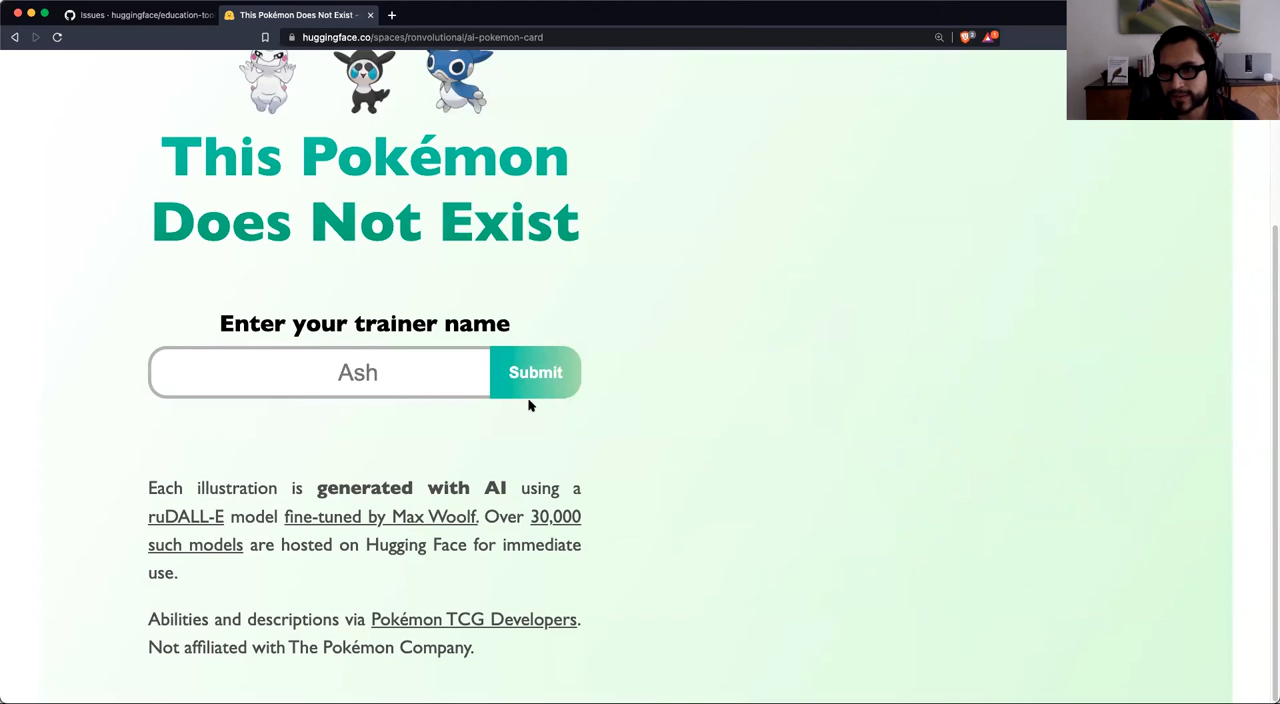 Issues · huggingface/education-too
This Pokémon Does Not Exist -
huggingface.co/spaces/ronvolutional/ai-pokemon-card
This Pokémon
Does Not Exist
Enter your trainer name
Ash
Submit
Each illustration is generated with AI using a
ruDALL-E model fine-tuned by Max Woolf. Over 30,000
such models are hosted on Hugging Face for immediate
use.
Abilities and descriptions via Pokémon TCG Developers.
Not affiliated with The Pokémon Company.